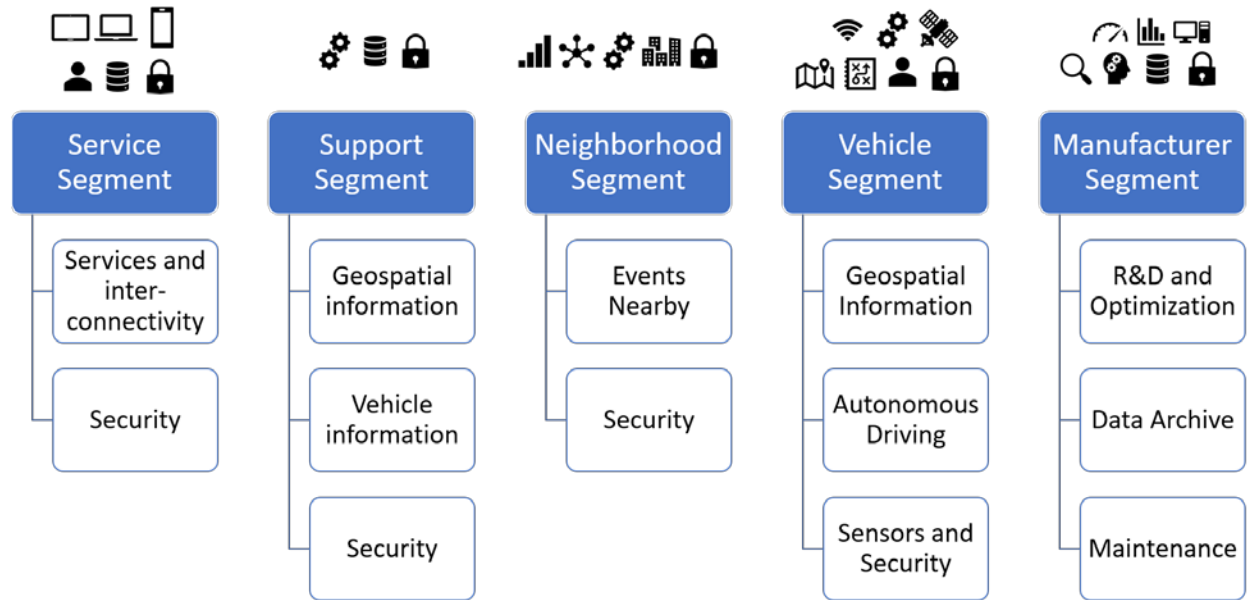 Service
Segment
Services and
inter-
connectivity
Security
Support
Segment
Geospatial
information
Vehicle
information
Security
Neighborhood
Segment
Events
Nearby
Security
Vehicle
Segment
Geospatial
Information
Autonomous
Driving
Sensors and
Security
Manufacturer
Segment
R&D and
Optimization
Data Archive
Maintenance